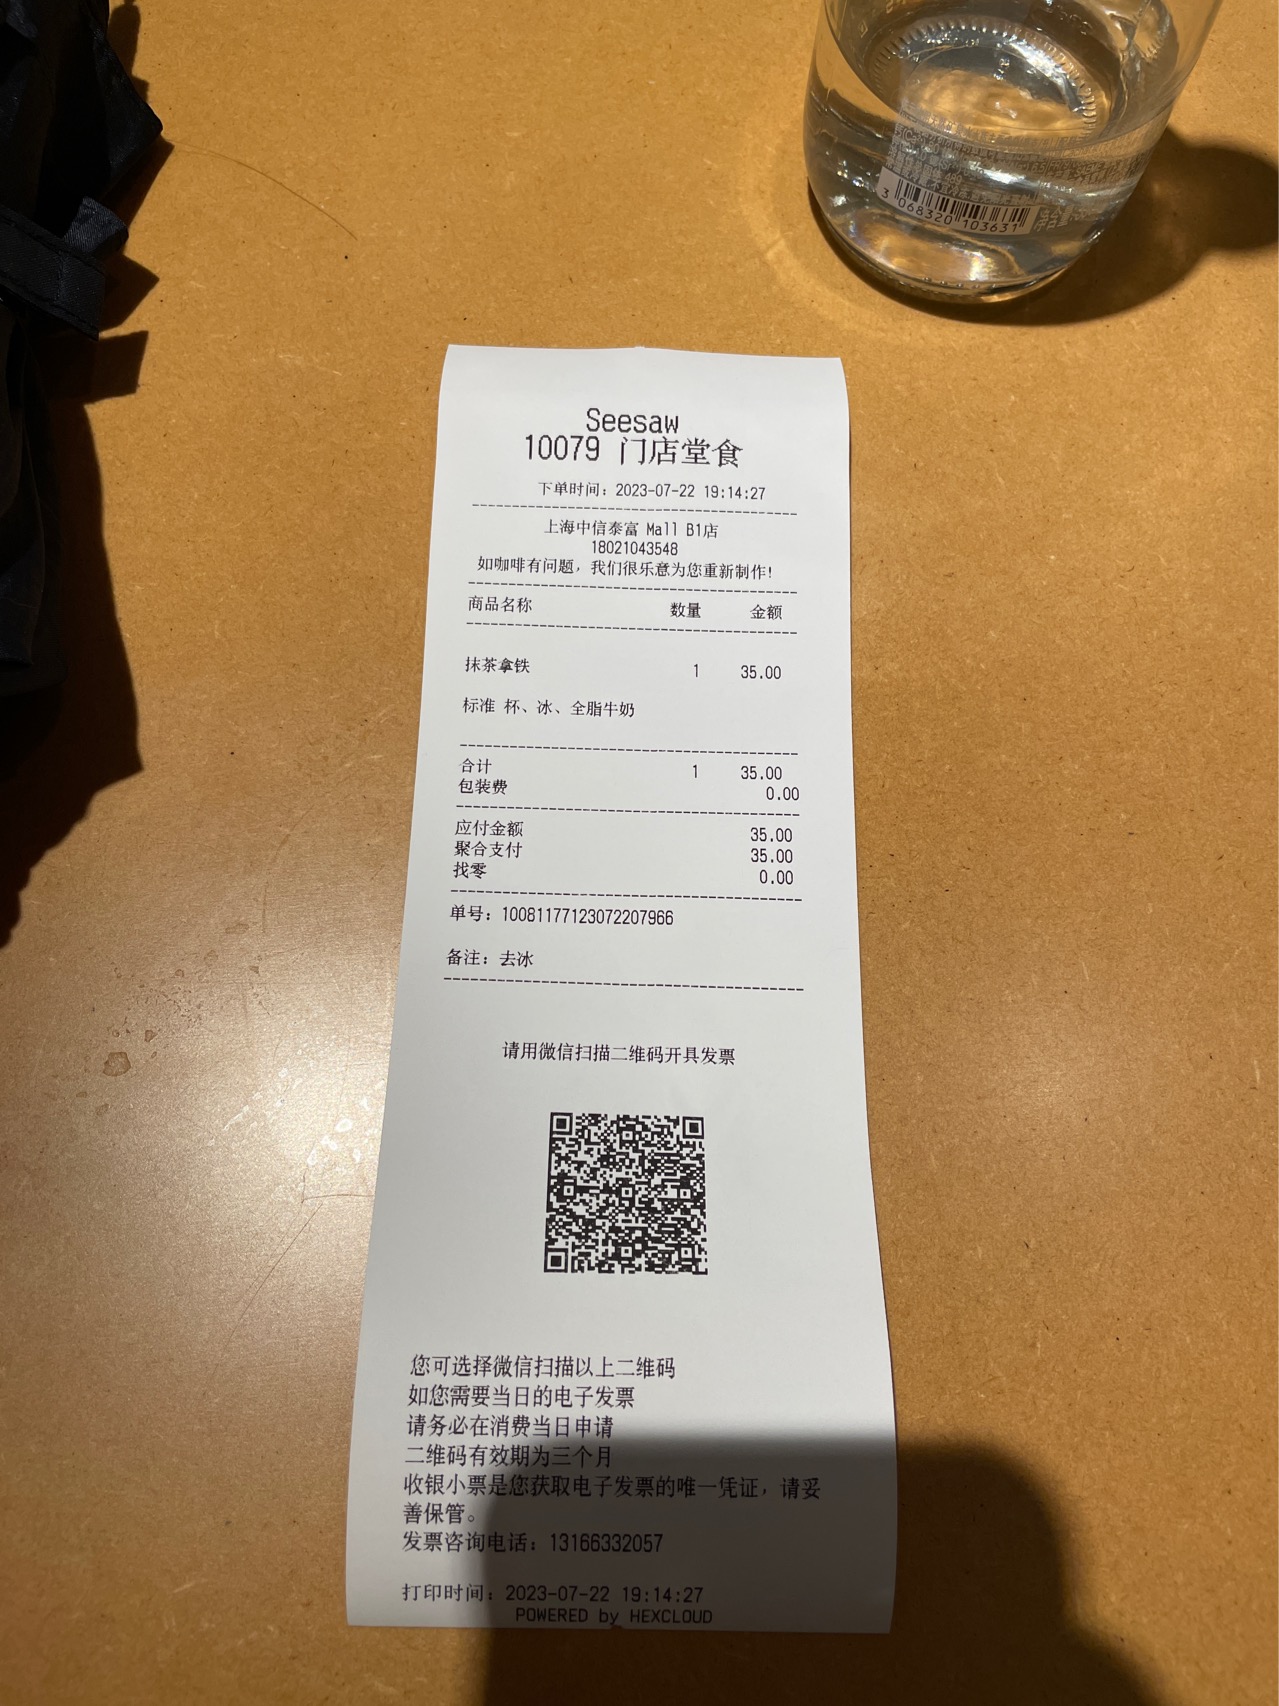 3 068320 103631
Seesaw
10079 门店堂食
下单时间：2023-07-22 19:14:27
上海中信泰富 Mall B1店
18021043548
如咖啡有问题，我们很乐意为您重新制作！
商品名称 数量 金额
抹茶拿铁 1 35.00
标准 杯、冰、全脂牛奶
合计 1 35.00
包装费 0.00
应付金额 35.00
聚合支付 35.00
找零 0.00
单号：10081177123072207966
备注：去冰
请用微信扫描二维码开具发票
您可选择微信扫描以上二维码
如您需要当日的电子发票
请务必在消费当日申请
二维码有效期为三个月
收银小票是您获取电子发票的唯一凭证，请妥
善保管。
发票咨询电话：13166332057
打印时间：2023-07-22 19:14:27
POWERED by HEXCLOUD